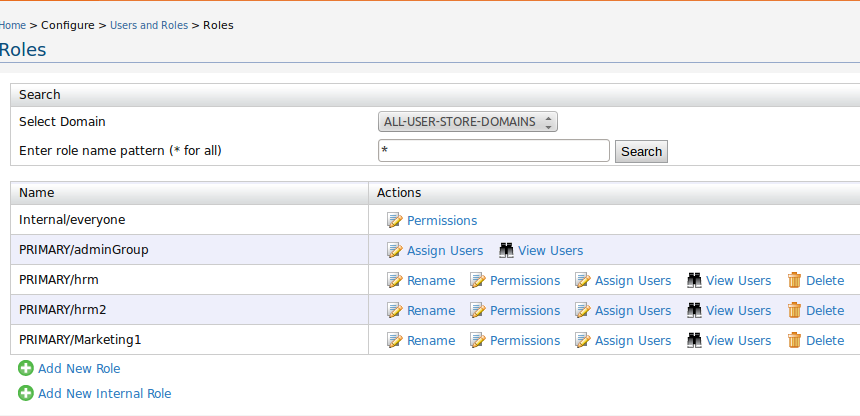 Home > Configure > Users and Roles > Roles
Roles
Search
Select Domain ALL-USER-STORE-DOMAINS
Enter role name pattern (* for all) * Search
Name Actions
Internal/everyone Permissions
PRIMARY/adminGroup Assign Users View Users
PRIMARY/hrm Rename Permissions Assign Users View Users Delete
PRIMARY/hrm2 Rename Permissions Assign Users View Users Delete
PRIMARY/Marketing1 Rename Permissions Assign Users View Users Delete
Add New Role
Add New Internal Role